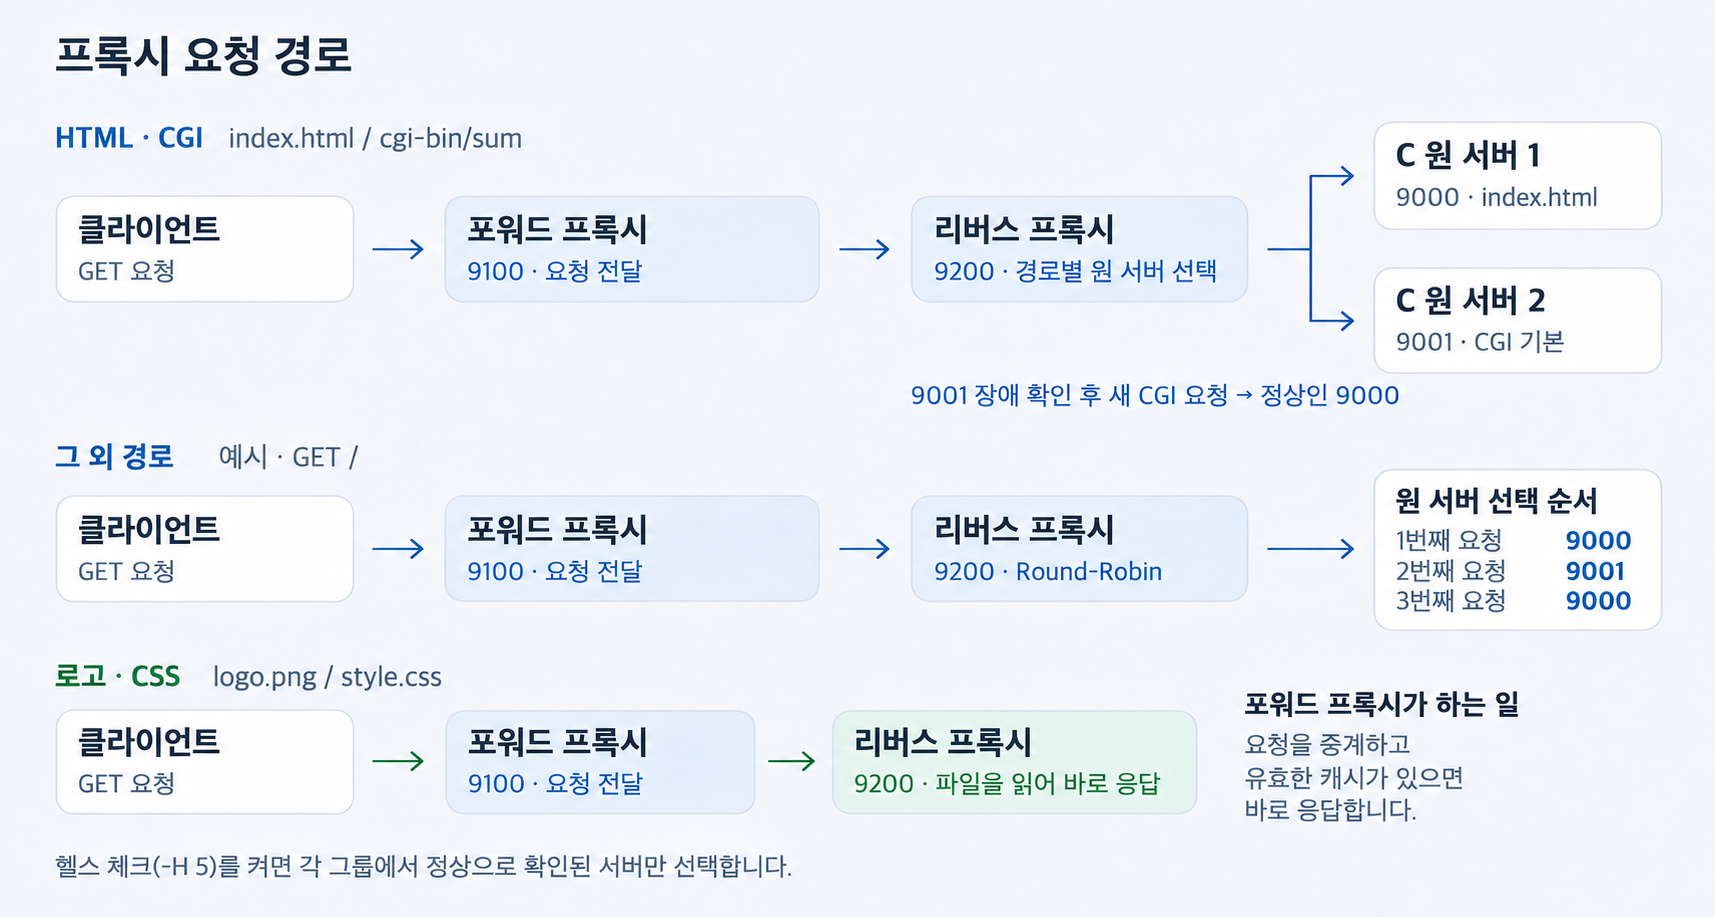 프록시 요청 경로
HTML · CGI index.html / cgi-bin/sum
클라이언트
GET 요청
포워드 프록시
9100 · 요청 전달
리버스 프록시
9200 · 경로별 원 서버 선택
C 원 서버 1
9000 · index.html
C 원 서버 2
9001 · CGI 기본
9001 장애 확인 후 새 CGI 요청 → 정상인 9000
그 외 경로 예시 · GET /
클라이언트
GET 요청
포워드 프록시
9100 · 요청 전달
리버스 프록시
9200 · Round-Robin
원 서버 선택 순서
1번째 요청 9000
2번째 요청 9001
3번째 요청 9000
로고 · CSS logo.png / style.css
클라이언트
GET 요청
포워드 프록시
9100 · 요청 전달
리버스 프록시
9200 · 파일을 읽어 바로 응답
포워드 프록시가 하는 일
요청을 중계하고
유효한 캐시가 있으면
바로 응답합니다.
헬스 체크(-H 5)를 켜면 각 그룹에서 정상으로 확인된 서버만 선택합니다.